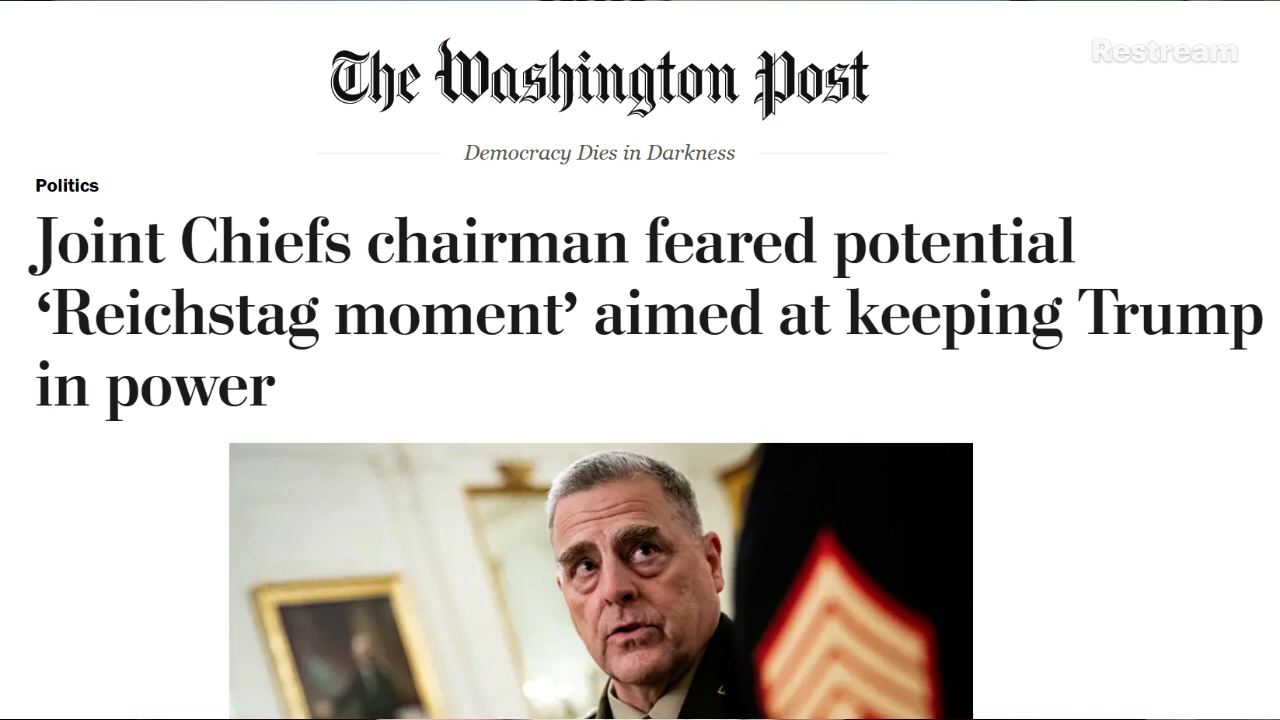 Restream
The Washington Post
Democracy Dies in Darkness
Politics
Joint Chiefs chairman feared potential
‘Reichstag moment’ aimed at keeping Trump
in power